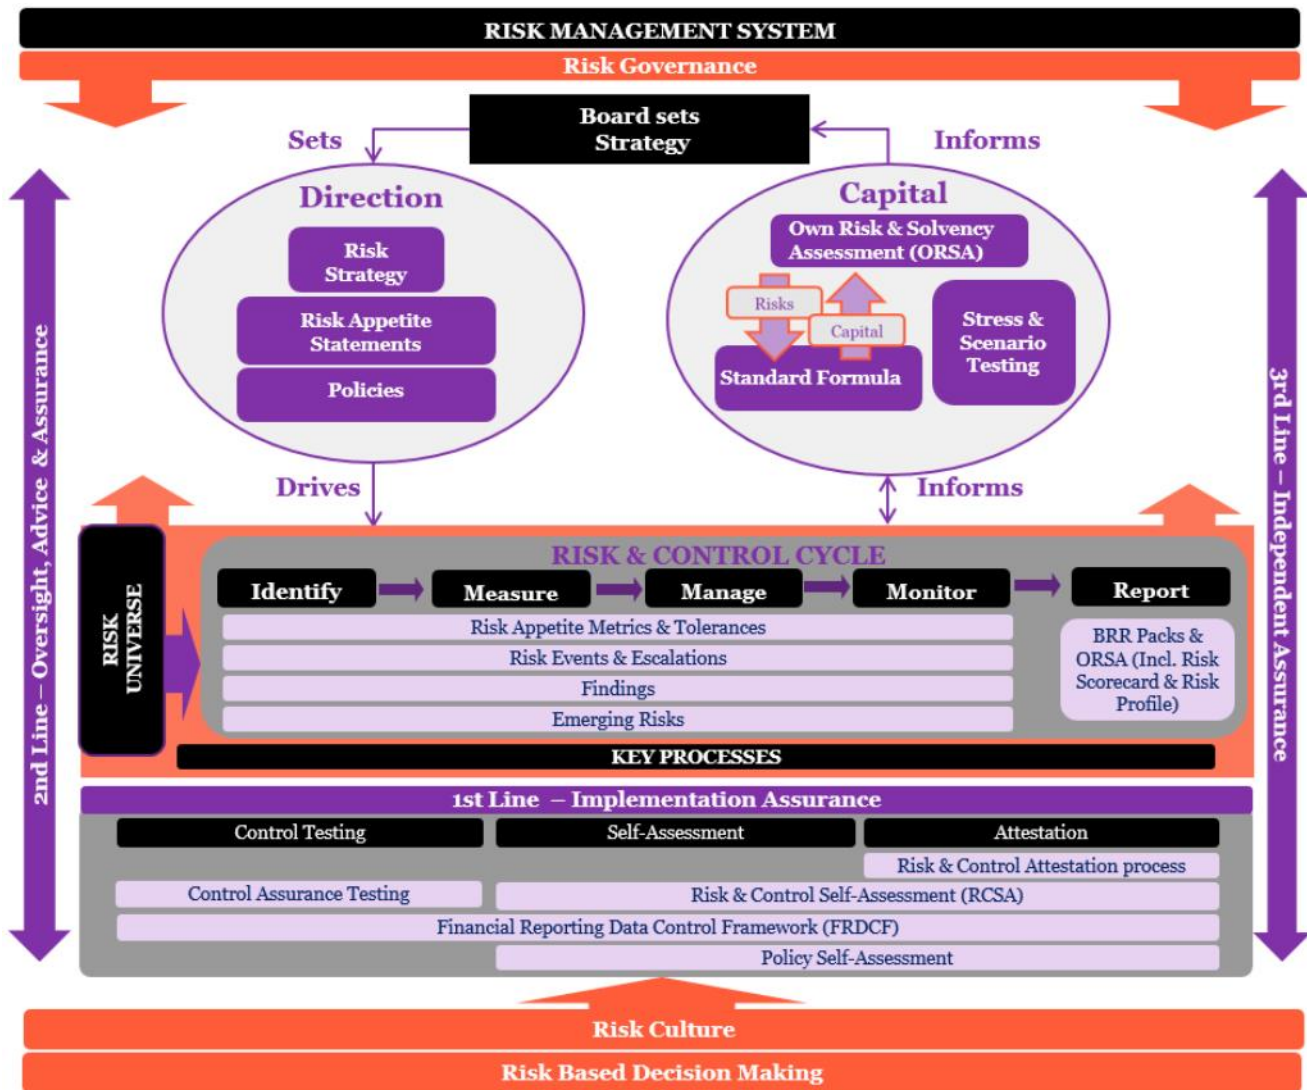 RISK MANAGEMENT SYSTEM
Risk Governance
Board sets
Strategy
Sets
Informs
Direction
Risk
Strategy
Risk Appetite
Statements
Policies
Capital
Own Risk & Solvency
Assessment (ORSA)
Risks
Capital
Standard Formula
Stress &
Scenario
Testing
2nd Line – Oversight, Advice & Assurance
3rd Line – Independent Assurance
Drives
Informs
RISK
UNIVERSE
RISK & CONTROL CYCLE
Identify
Measure
Manage
Monitor
Report
Risk Appetite Metrics & Tolerances
Risk Events & Escalations
Findings
Emerging Risks
BRR Packs &
ORSA (Incl. Risk
Scorecard & Risk
Profile)
KEY PROCESSES
1st Line – Implementation Assurance
Control Testing
Self-Assessment
Attestation
Risk & Control Attestation process
Control Assurance Testing
Risk & Control Self-Assessment (RCSA)
Financial Reporting Data Control Framework (FRDCF)
Policy Self-Assessment
Risk Culture
Risk Based Decision Making